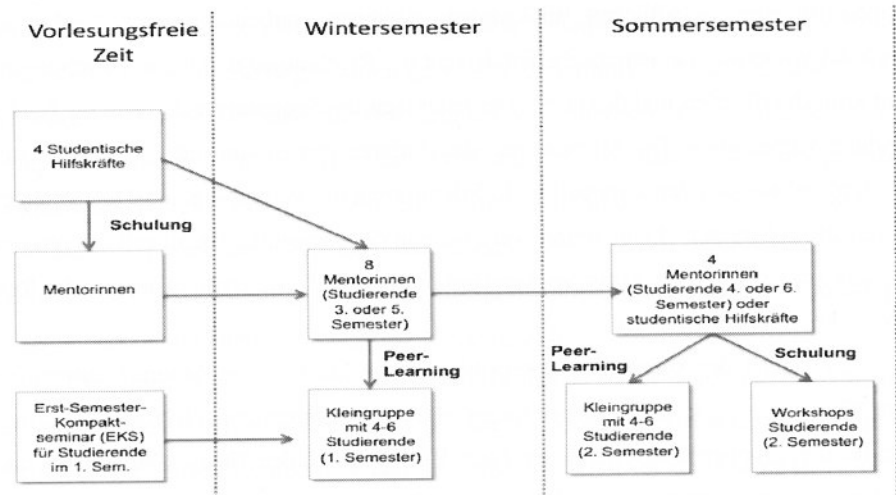 Vorlesungsfreie
Zeit
Wintersemester
Sommersemester
4 Studentische
Hilfskräfte
Schulung
Mentorinnen
8
Mentorinnen
(Studierende
3. oder 5.
Semester)
4
Mentorinnen
(Studierende 4. oder 6.
Semester) oder
studentische Hilfskräfte
Peer-
Learning
Peer-
Learning
Schulung
Erst-Semester-
Kompakt-
seminar (EKS)
für Studierende
im 1. Sem.
Kleingruppe
mit 4-6
Studierende
(1. Semester)
Kleingruppe
mit 4-6
Studierende
(2. Semester)
Workshops
Studierende
(2. Semester)